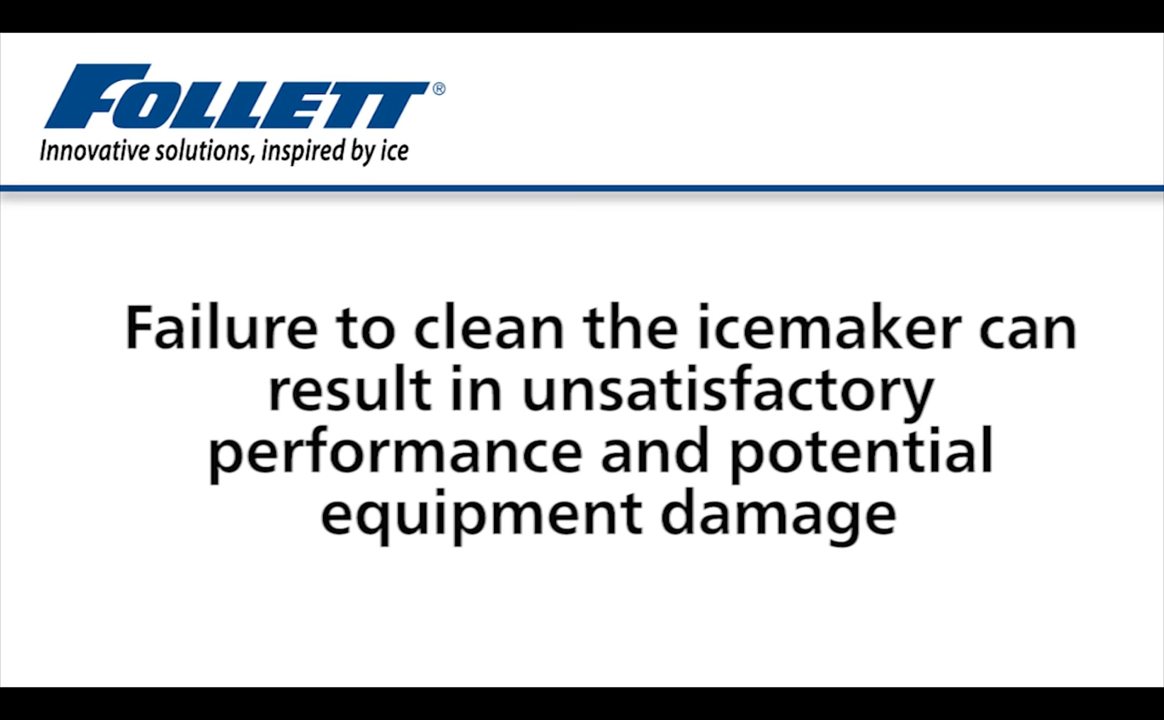 FOLLETT®
Innovative solutions, inspired by ice
Failure to clean the icemaker can
result in unsatisfactory
performance and potential
equipment damage